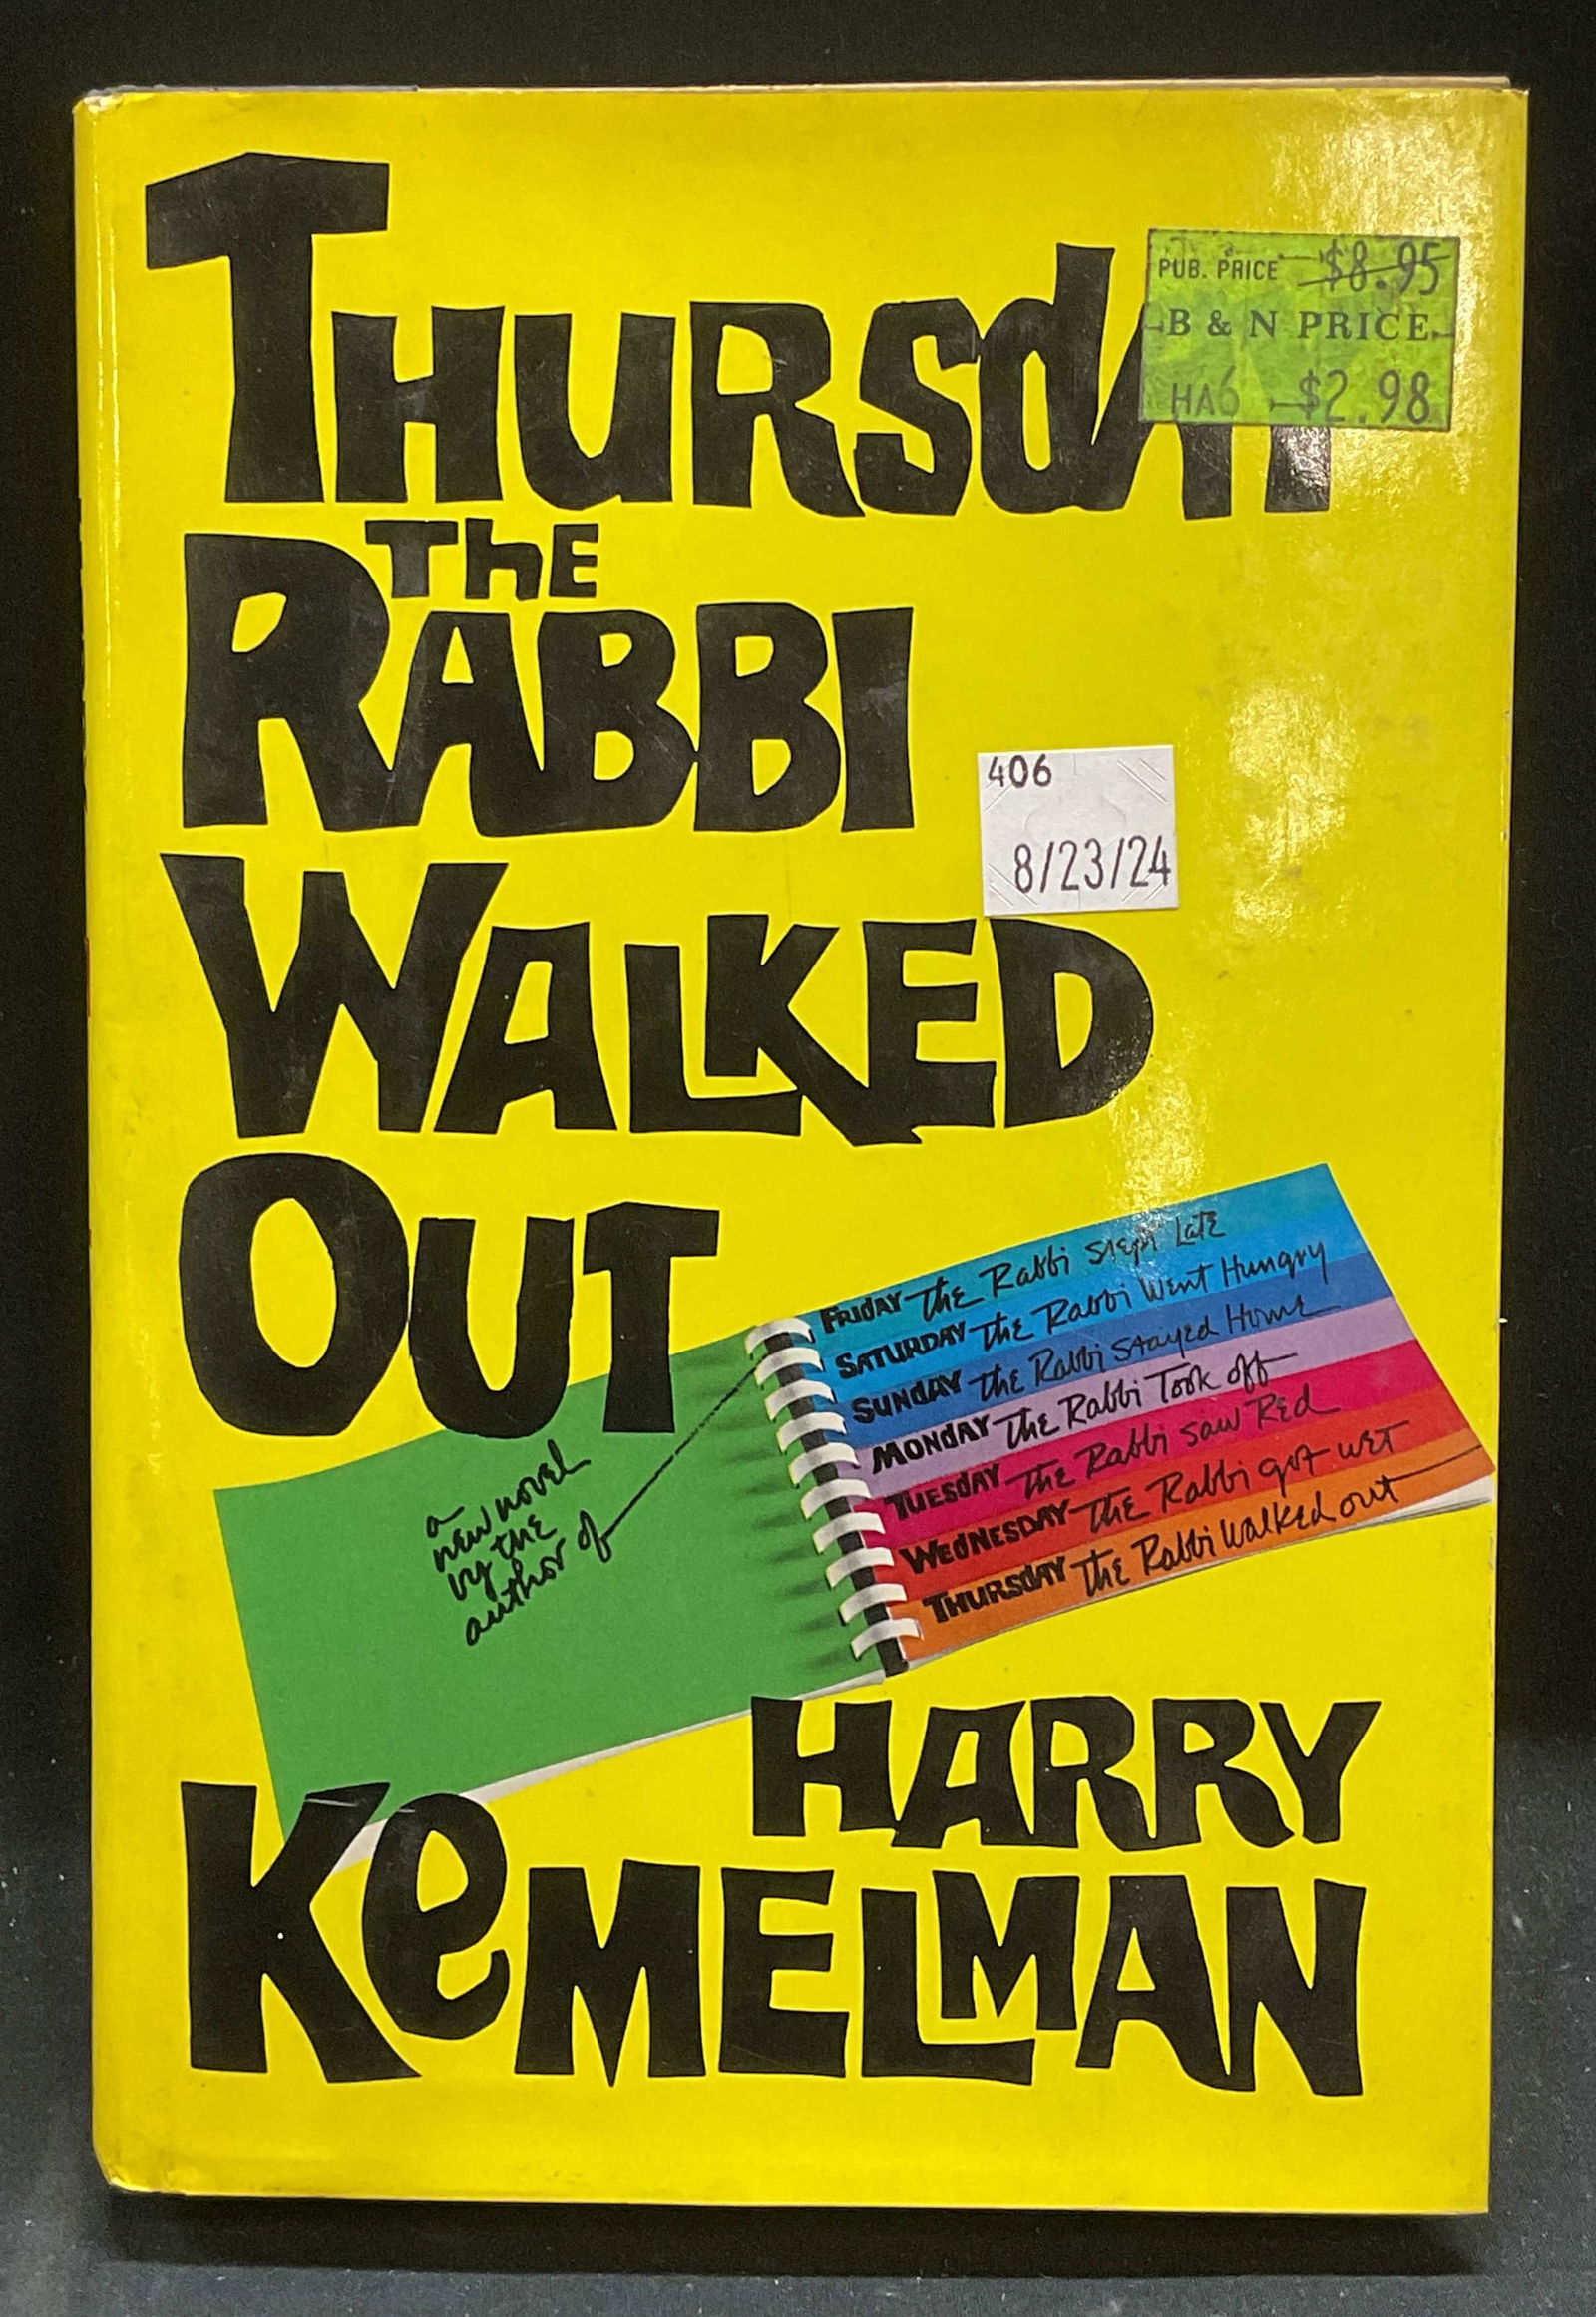 THURSDAY
PUB. PRICE $8.95
B & N PRICE
HA6 $2.98
THE
RABBI
406
8/23/24
WALKED
OUT
FRIDAY the Rabbi Slept Late
SATURDAY the Rabbi Went Hungry
SUNDAY the Rabbi Stayed Home
MONDAY the Rabbi Took off
TUESDAY the Rabbi Saw Red
WEDNESDAY the Rabbi got wet
THURSDAY the Rabbi walked out
a
new novel
by the
author of
HARRY
KEMELMAN